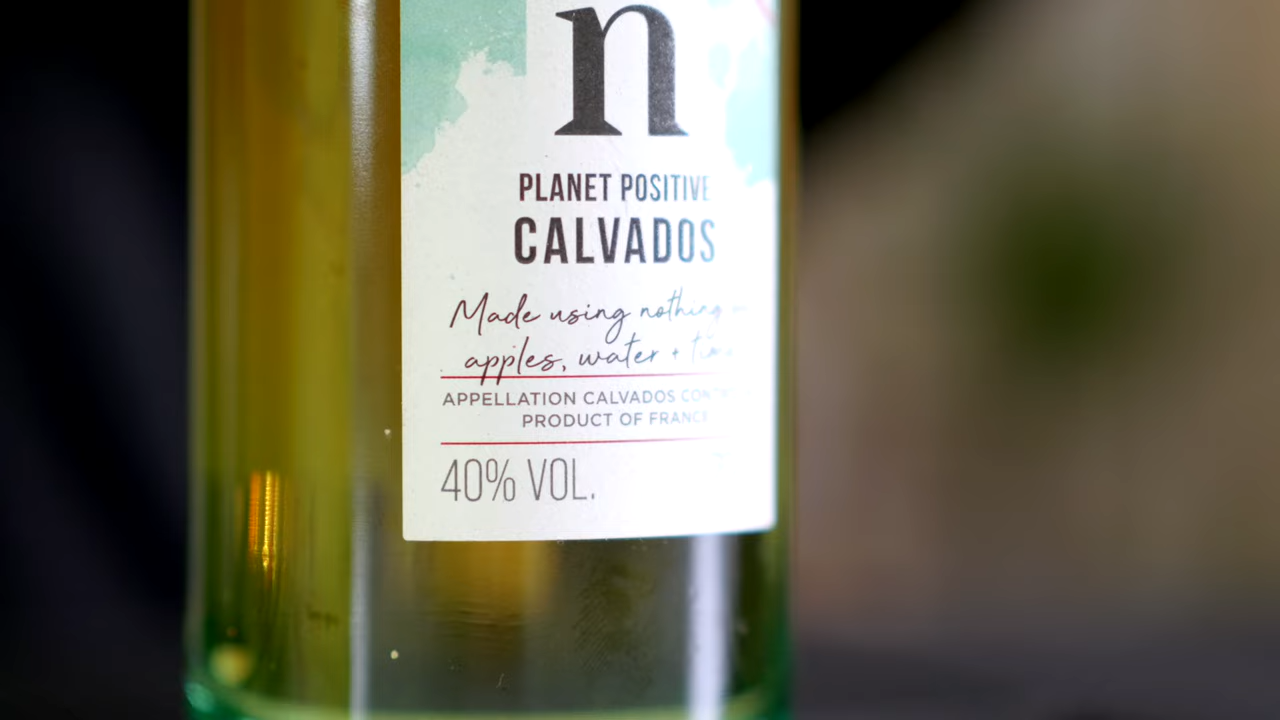 n
PLANET POSITIVE
CALVADOS
Made using nothing
apples, water +
APPELLATION CALVADOS
PRODUCT OF FRANCE
40% VOL.